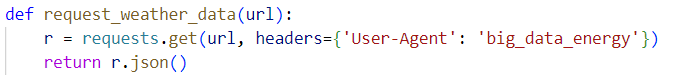 def request_weather_data(url):
    r = requests.get(url, headers={'User-Agent': 'big_data_energy'})
    return r.json()